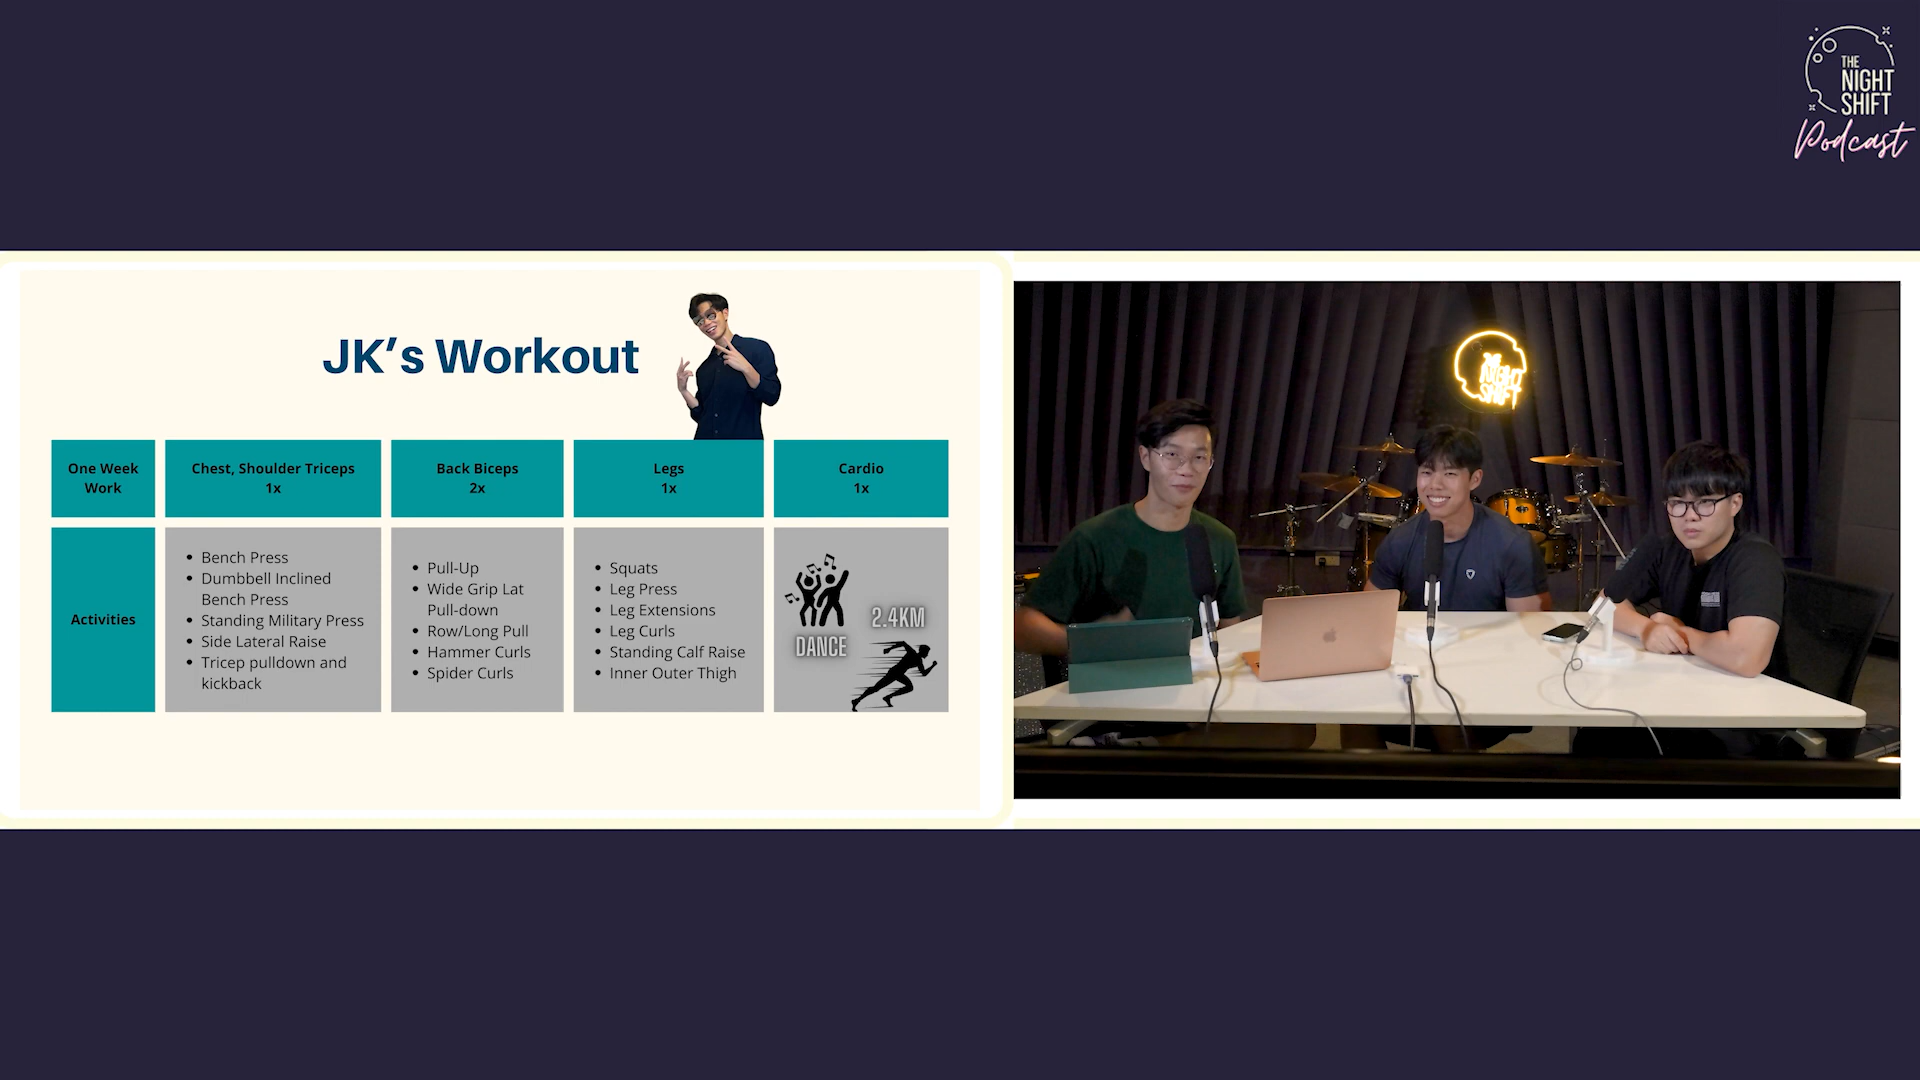 THE
NIGHT
SHIFT
Podcast
JK's Workout
One Week
Work
Chest, Shoulder Triceps
1x
Back Biceps
2x
Legs
1x
Cardio
1x
Activities
Bench Press
Dumbbell Inclined
Bench Press
Standing Military Press
Side Lateral Raise
Tricep pulldown and
kickback
Pull-Up
Wide Grip Lat
Pull-down
Row/Long Pull
Hammer Curls
Spider Curls
Squats
Leg Press
Leg Extensions
Leg Curls
Standing Calf Raise
Inner Outer Thigh
DANCE
2.4KM
NIGHT
SHIFT